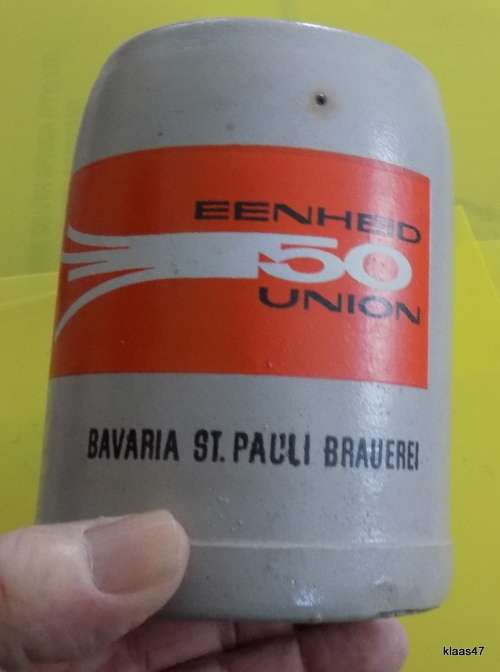 EENHEID
50
UNION
BAVARIA ST. PAULI BRAUEREI
klaas47